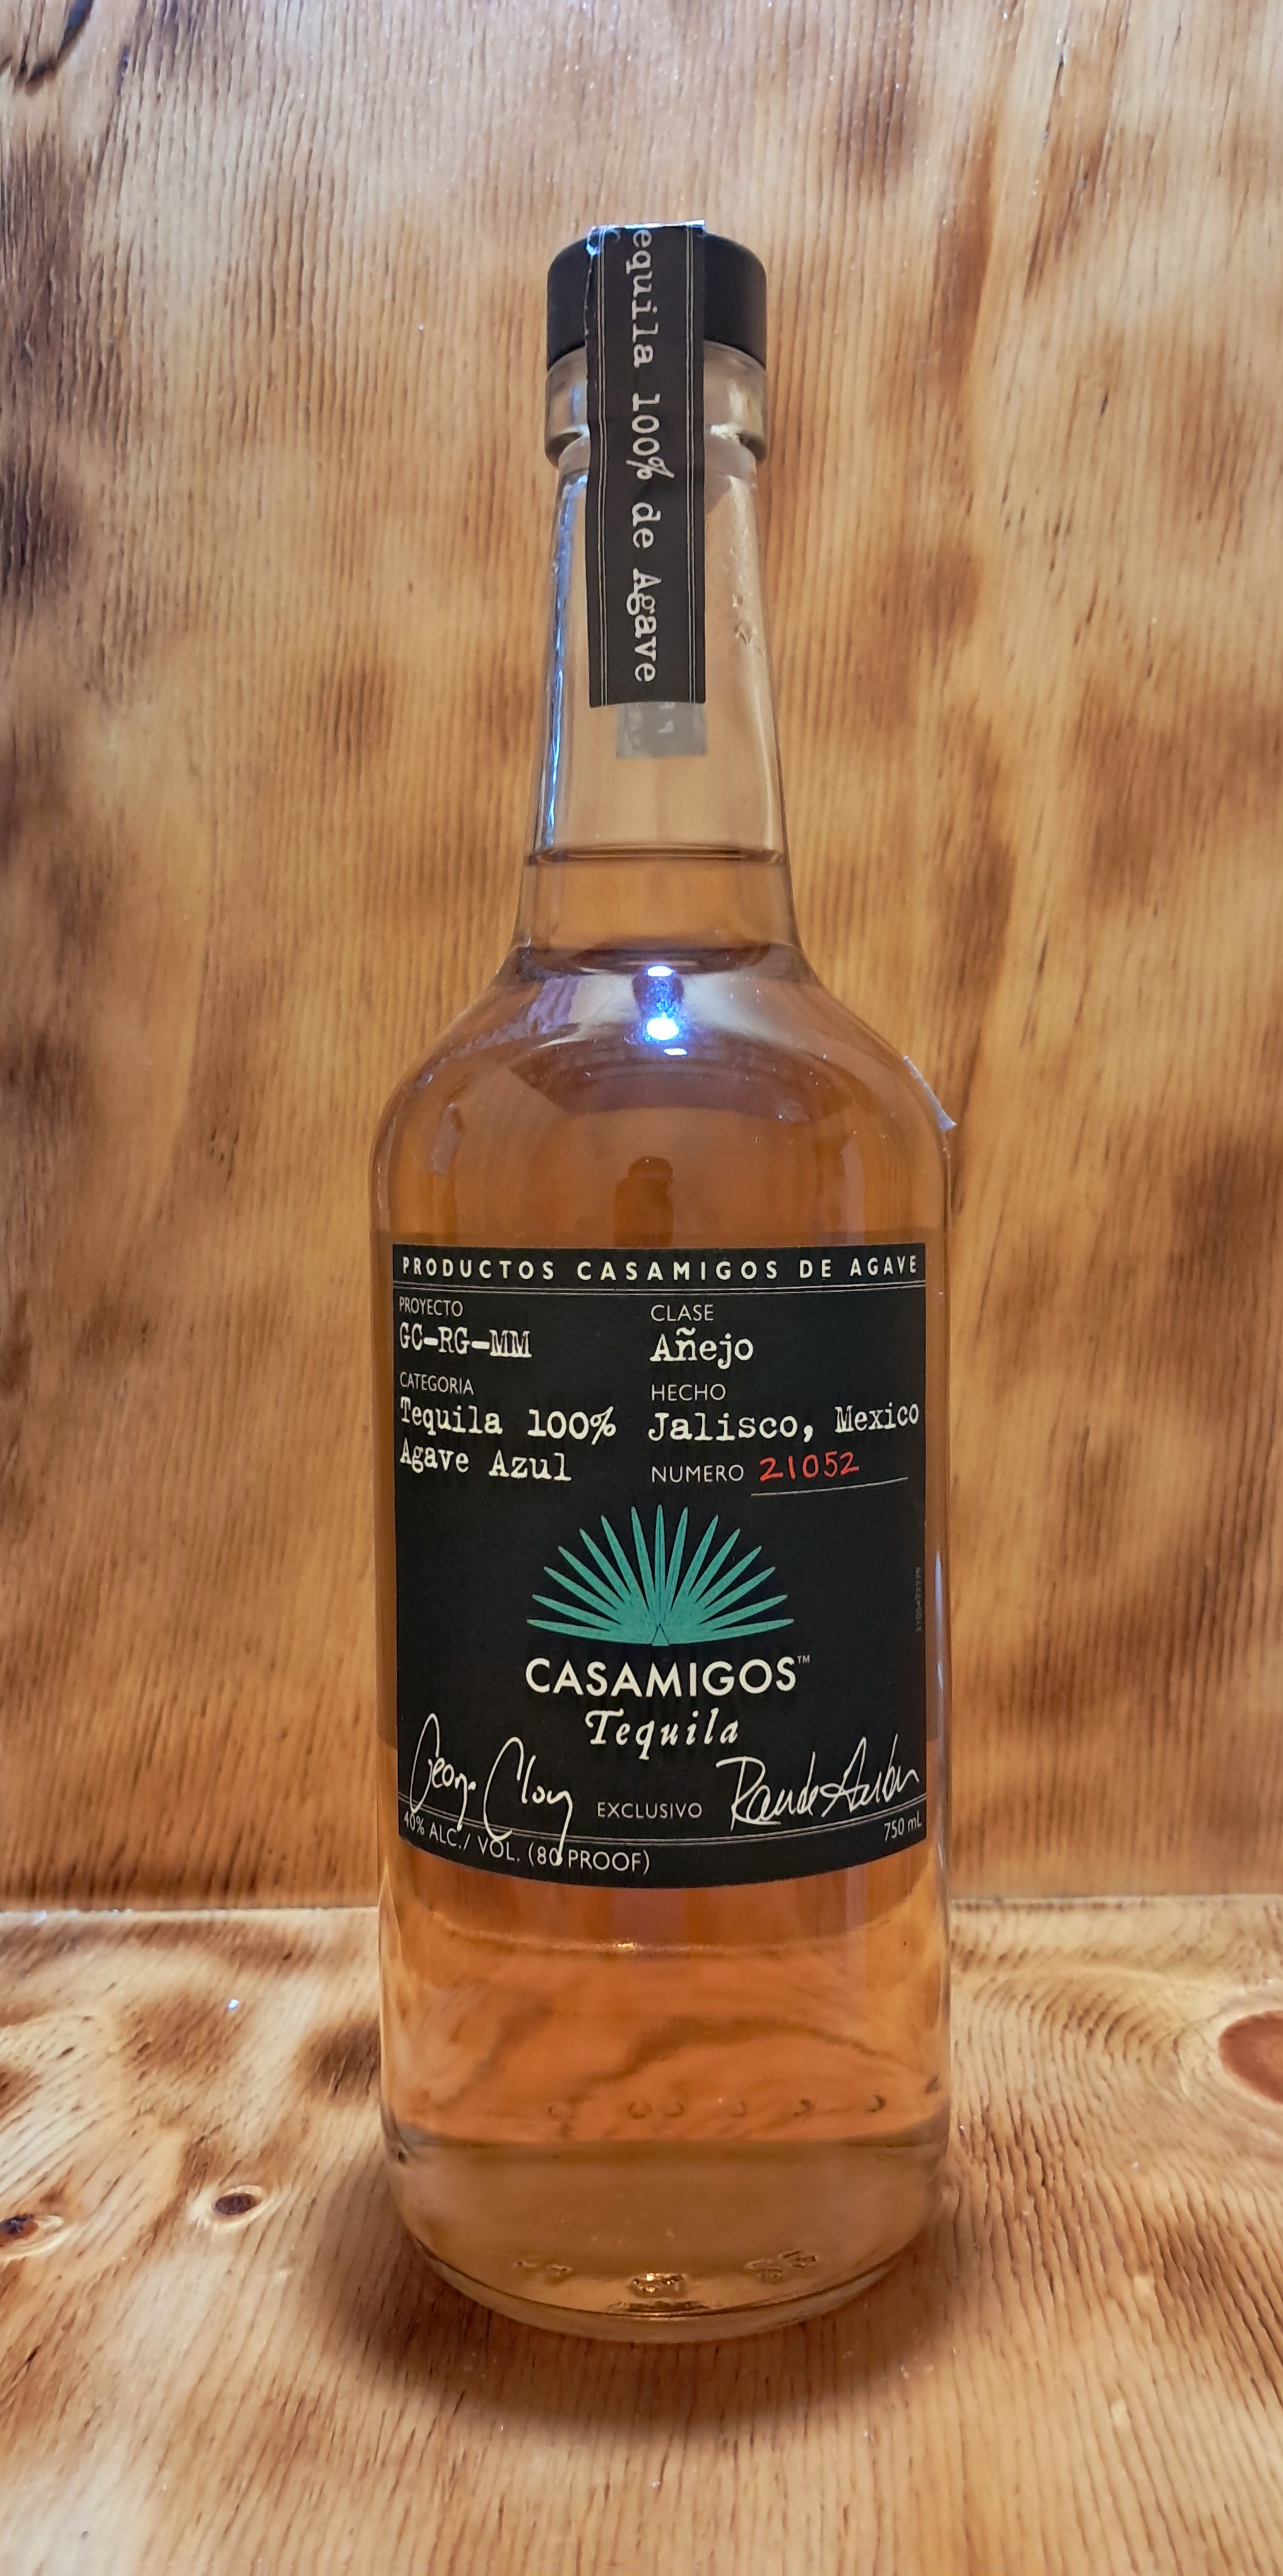 equila 100% de Agave
PRODUCTOS CASAMIGOS DE AGAVE
PROYECTO
GC-RG-MM
CLASE
Añejo
CATEGORIA
Tequila 100%
Agave Azul
HECHO
Jalisco, Mexico
NUMERO 21052
CASAMIGOS™
Tequila
EXCLUSIVO
40% ALC./ VOL. (80 PROOF)
750 mL